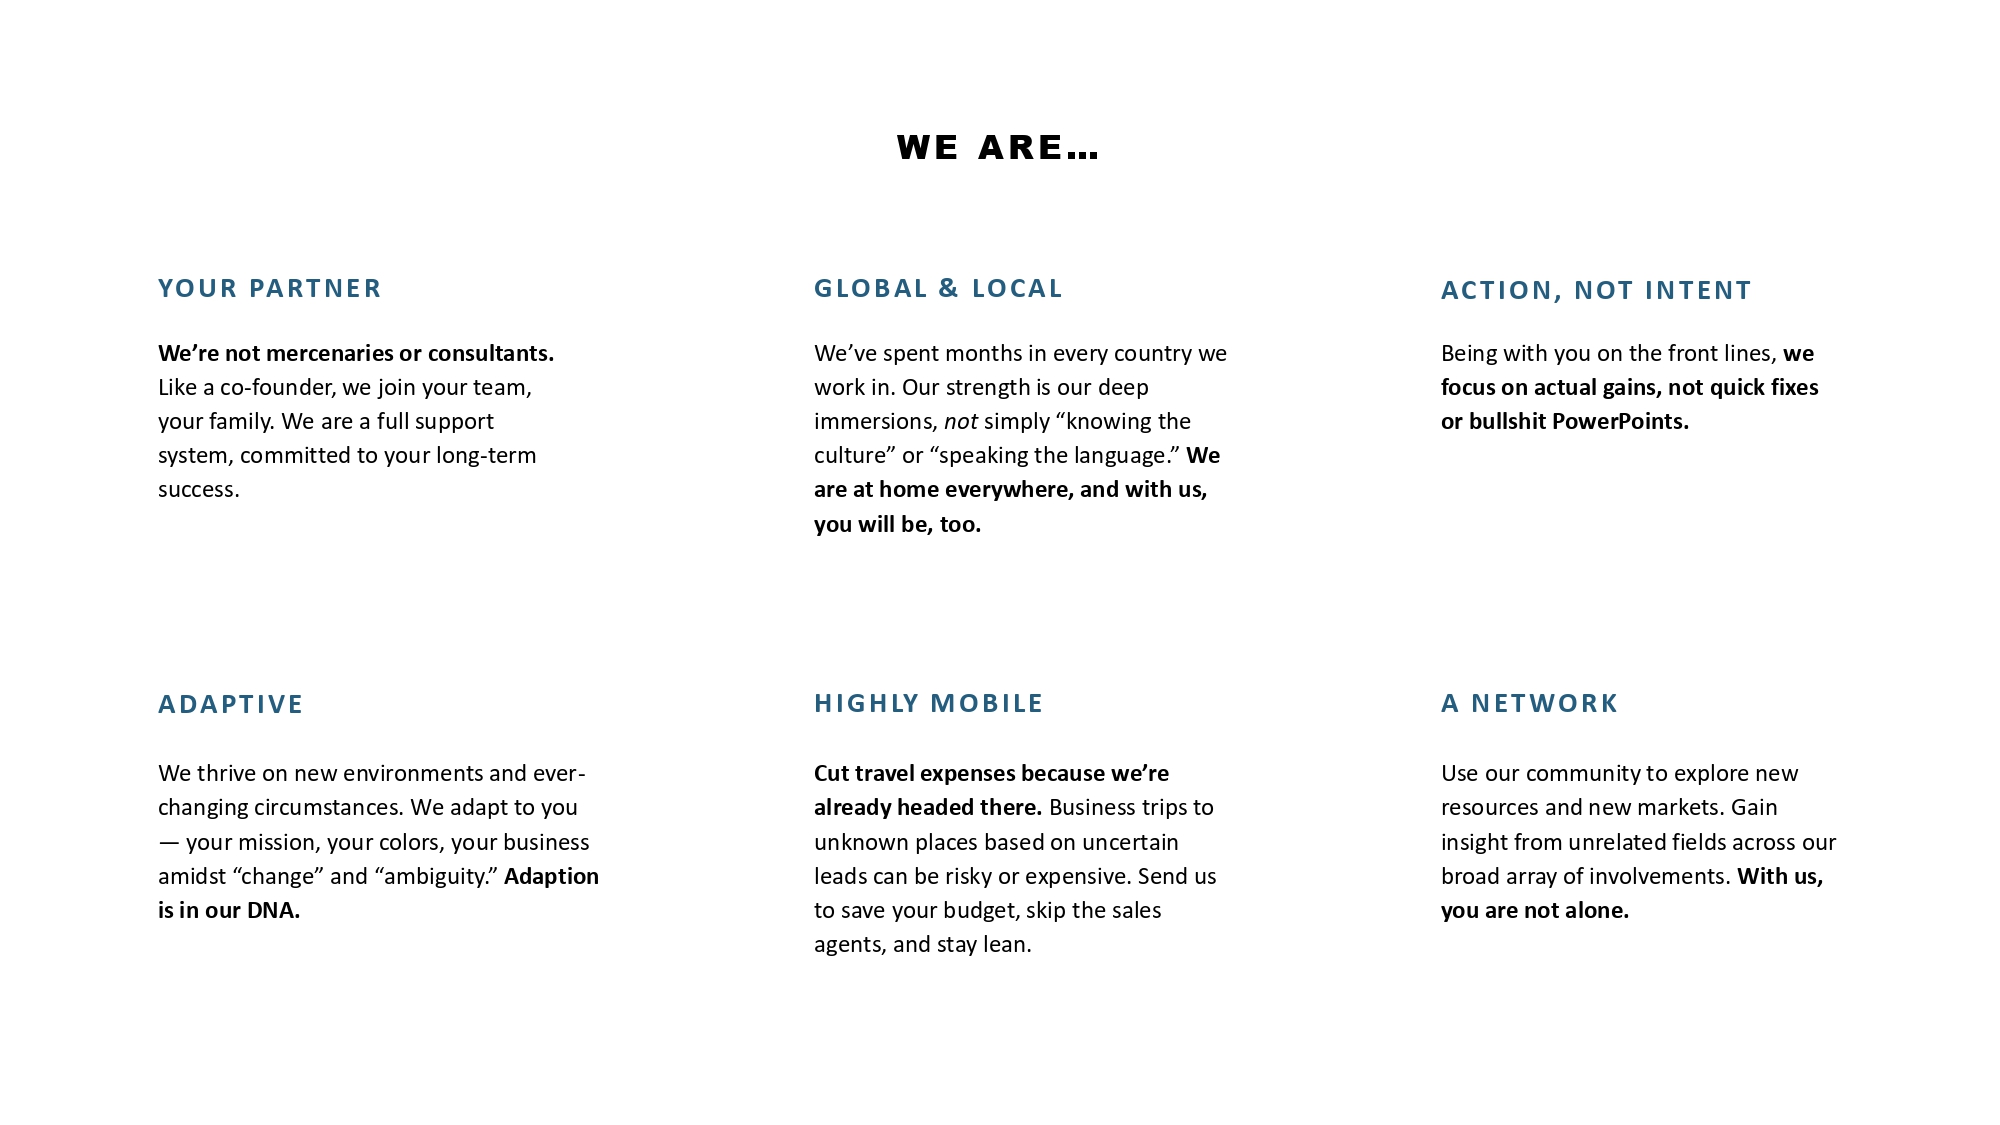 WE ARE…
YOUR PARTNER
We’re not mercenaries or consultants.
Like a co-founder, we join your team,
your family. We are a full support
system, committed to your long-term
success.
GLOBAL & LOCAL
We’ve spent months in every country we
work in. Our strength is our deep
immersions, not simply “knowing the
culture” or “speaking the language.” We
are at home everywhere, and with us,
you will be, too.
ACTION, NOT INTENT
Being with you on the front lines, we
focus on actual gains, not quick fixes
or bullshit PowerPoints.
ADAPTIVE
We thrive on new environments and ever-
changing circumstances. We adapt to you
— your mission, your colors, your business
amidst “change” and “ambiguity.” Adaption
is in our DNA.
HIGHLY MOBILE
Cut travel expenses because we’re
already headed there. Business trips to
unknown places based on uncertain
leads can be risky or expensive. Send us
to save your budget, skip the sales
agents, and stay lean.
A NETWORK
Use our community to explore new
resources and new markets. Gain
insight from unrelated fields across our
broad array of involvements. With us,
you are not alone.